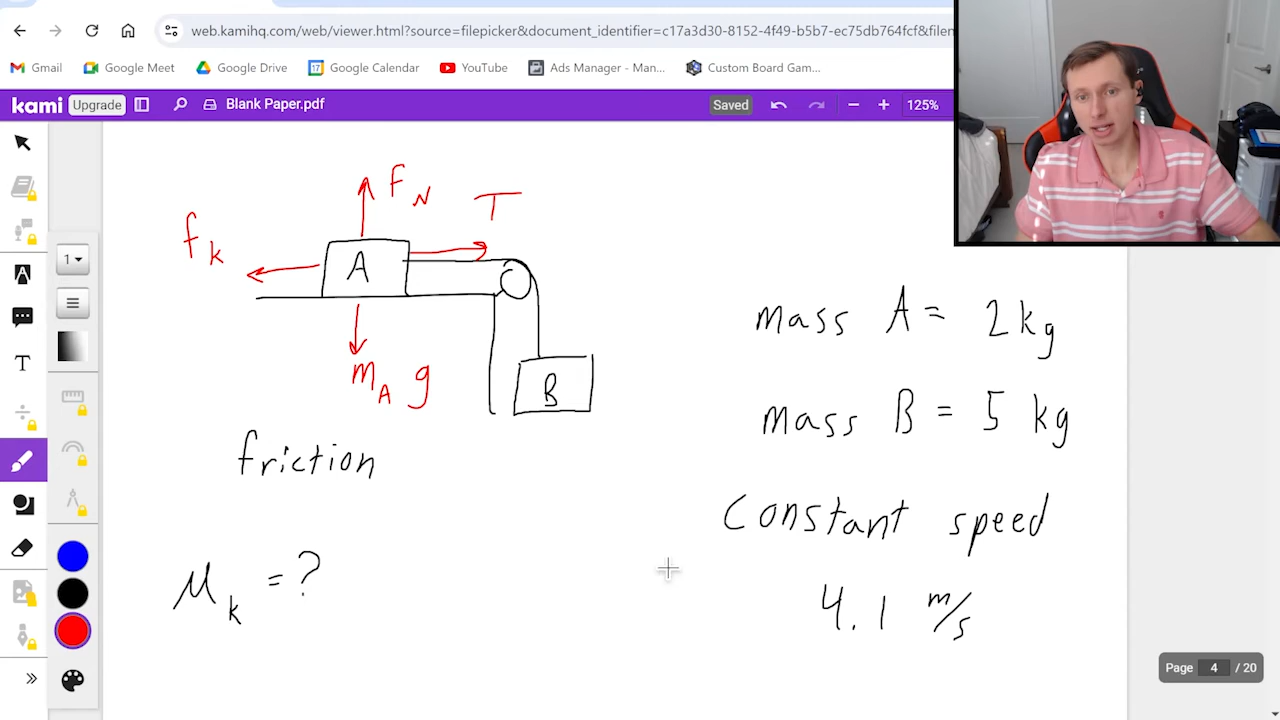 web.kamihq.com/web/viewer.html?source=filepicker&document_identifier=c17a3d30-8152-4f49-b5b7-ec75db764fcf&filen
Gmail Google Meet Google Drive 17 Google Calendar YouTube Ads Manager - Man... Custom Board Gam...
kami Upgrade Blank Paper.pdf Saved 125%
f N
T
f k
A
m A g
B
friction
μ k = ?
mass A = 2 kg
mass B = 5 kg
constant speed
4.1 m/s
A
T
1
Page 4 / 20